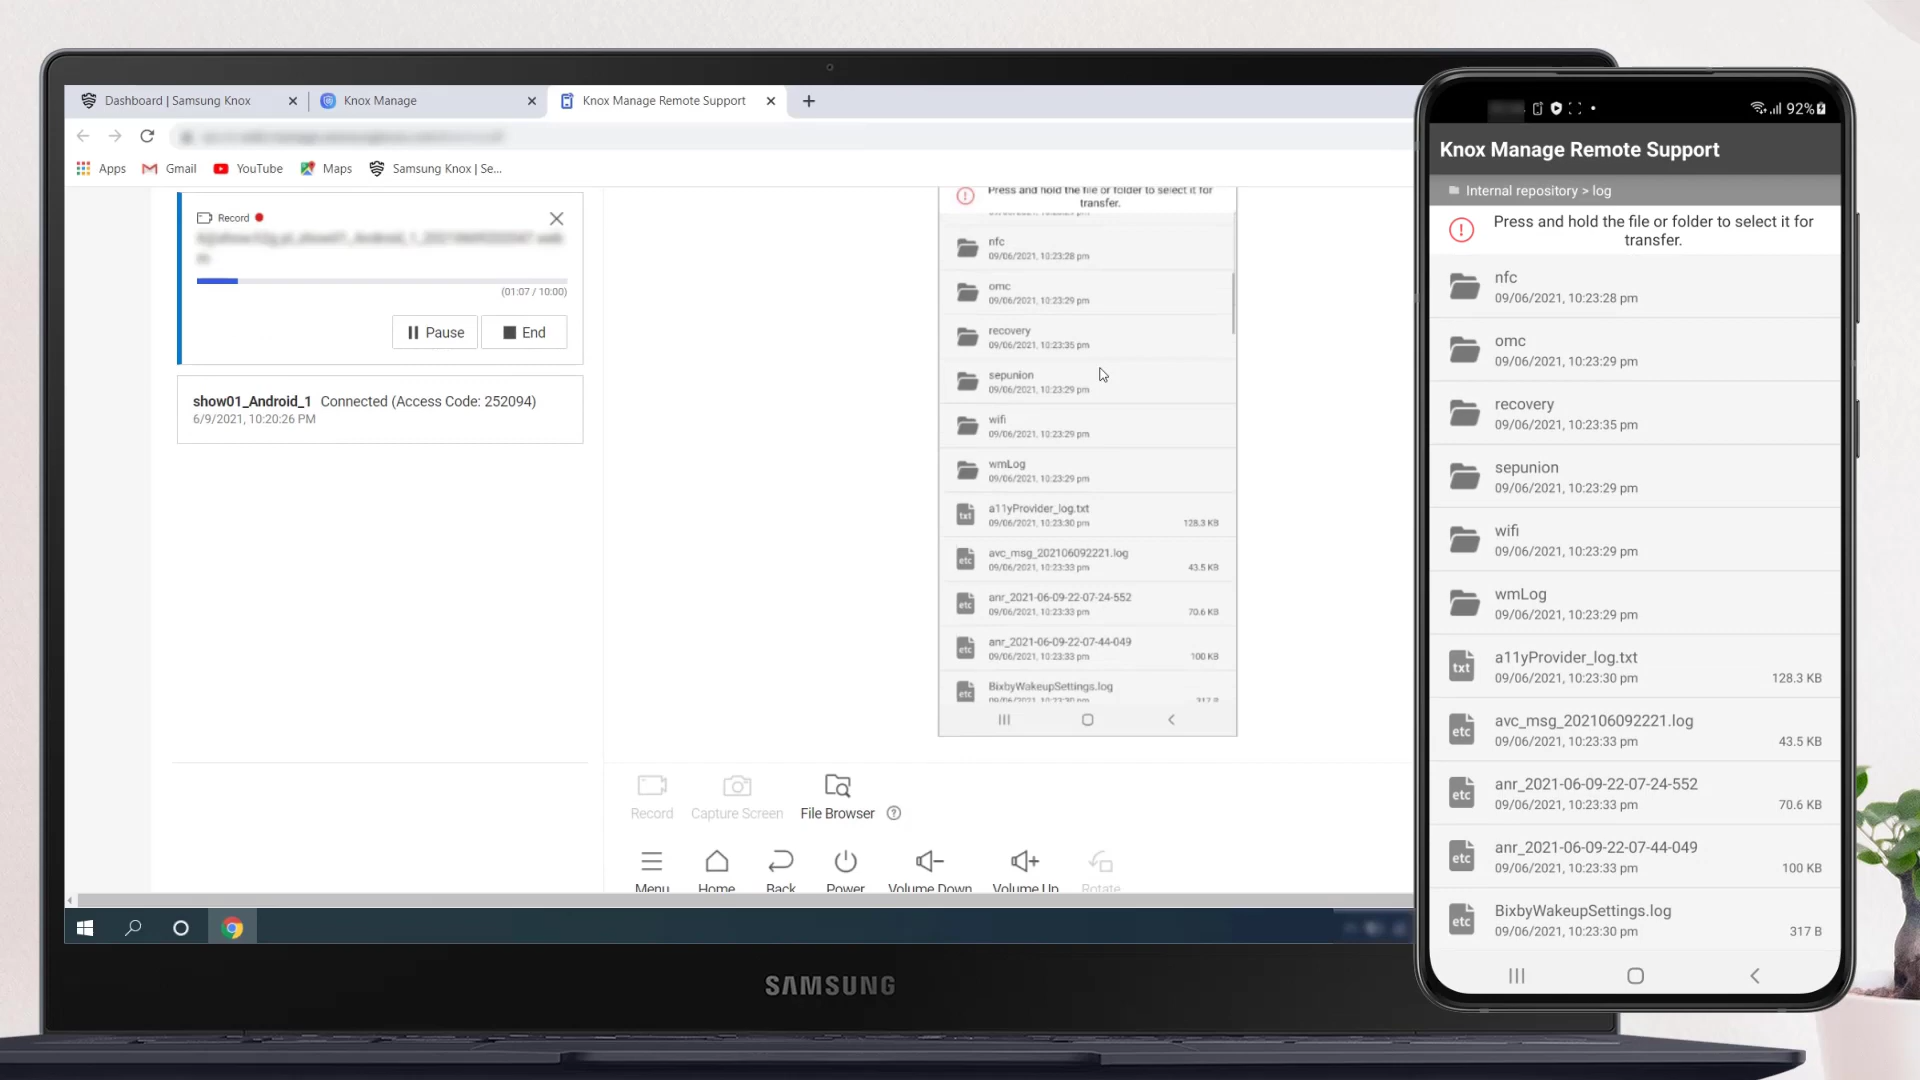 Dashboard | Samsung Knox
Knox Manage
Knox Manage Remote Support
Apps
Gmail
YouTube
Maps
Samsung Knox | Se...
Record
(01:07 / 10:00)
Pause
End
show01_Android_1 Connected (Access Code: 252094)
6/9/2021, 10:20:26 PM
Press and hold the file or folder to select it for
transfer.
nfc
09/06/2021, 10:23:28 pm
omc
09/06/2021, 10:23:29 pm
recovery
09/06/2021, 10:23:35 pm
sepunion
09/06/2021, 10:23:29 pm
wifi
09/06/2021, 10:23:29 pm
wmLog
09/06/2021, 10:23:29 pm
txt
a11yProvider_log.txt
09/06/2021, 10:23:30 pm 128.3 KB
etc
avc_msg_202106092221.log
09/06/2021, 10:23:33 pm 43.5 KB
etc
anr_2021-06-09-22-07-24-552
09/06/2021, 10:23:33 pm 70.6 KB
etc
anr_2021-06-09-22-07-44-049
09/06/2021, 10:23:33 pm 100 KB
etc
BixbyWakeupSettings.log
09/06/2021, 10:23:30 pm 317 B
Record
Capture Screen
File Browser
Menu
Home
Back
Power
Volume Down
Volume Up
Rotate
SAMSUNG
92%
Knox Manage Remote Support
Internal repository > log
Press and hold the file or folder to select it for
transfer.
nfc
09/06/2021, 10:23:28 pm
omc
09/06/2021, 10:23:29 pm
recovery
09/06/2021, 10:23:35 pm
sepunion
09/06/2021, 10:23:29 pm
wifi
09/06/2021, 10:23:29 pm
wmLog
09/06/2021, 10:23:29 pm
txt
a11yProvider_log.txt
09/06/2021, 10:23:30 pm 128.3 KB
etc
avc_msg_202106092221.log
09/06/2021, 10:23:33 pm 43.5 KB
etc
anr_2021-06-09-22-07-24-552
09/06/2021, 10:23:33 pm 70.6 KB
etc
anr_2021-06-09-22-07-44-049
09/06/2021, 10:23:33 pm 100 KB
etc
BixbyWakeupSettings.log
09/06/2021, 10:23:30 pm 317 B